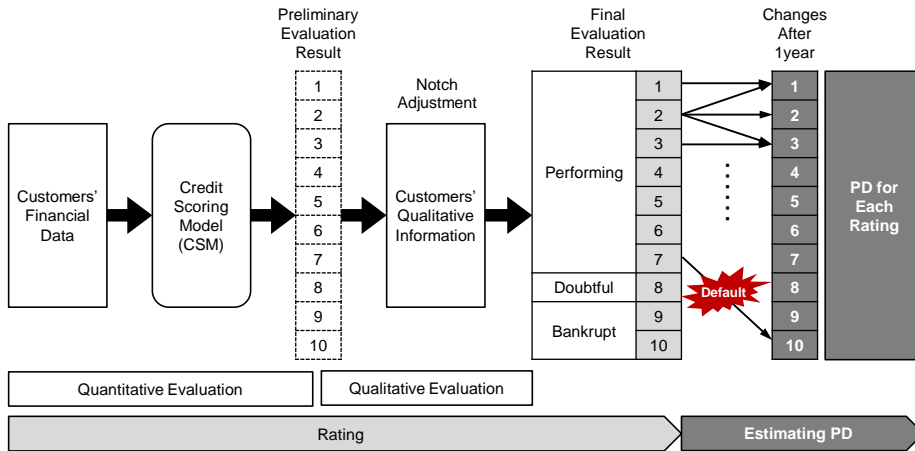 Preliminary
Evaluation
Result
Final
Evaluation
Result
Changes
After
1year
Notch
Adjustment
Customers'
Financial
Data
Credit
Scoring
Model
(CSM)
1
2
3
4
5
6
7
8
9
10
Customers'
Qualitative
Information
Performing
Doubtful
Bankrupt
1
2
3
4
5
6
7
8
9
10
Default
1
2
3
4
5
6
7
8
9
10
PD for
Each
Rating
Quantitative Evaluation
Qualitative Evaluation
Rating
Estimating PD